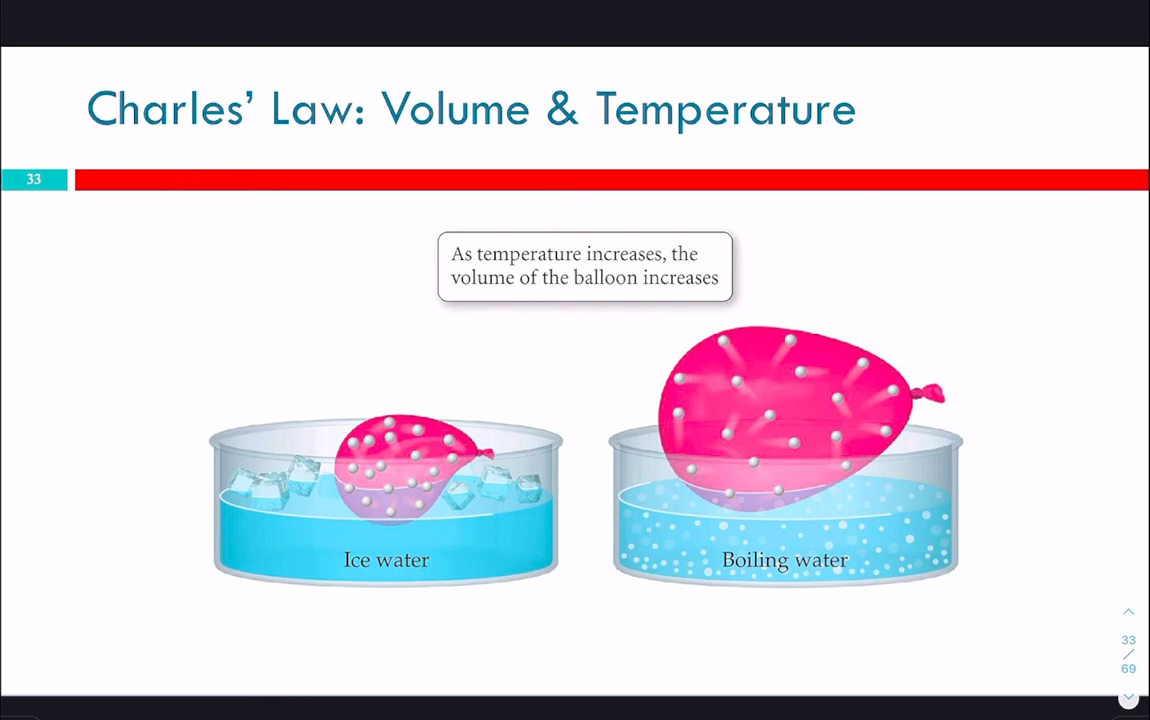 Charles’ Law: Volume & Temperature
33
As temperature increases, the
volume of the balloon increases
Ice water
Boiling water
33
/
69